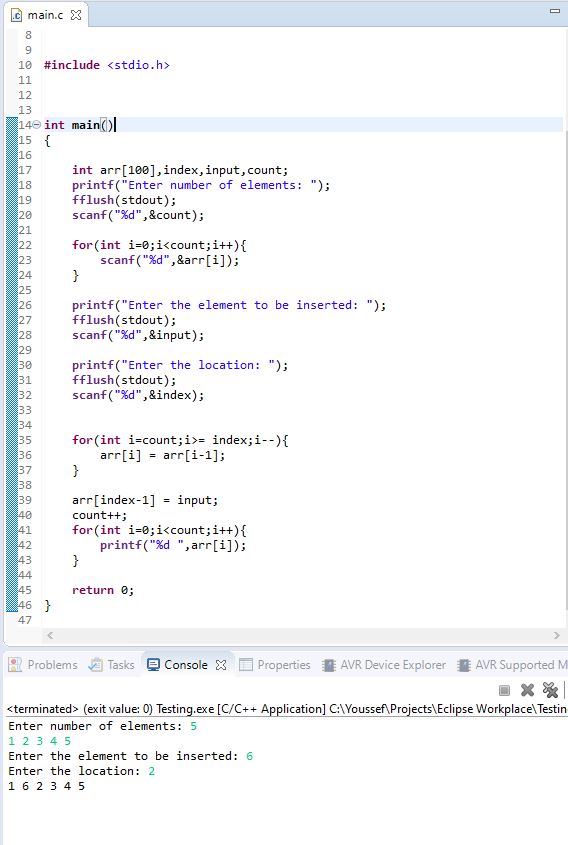 main.c
8
9
10 #include <stdio.h>
11
12
13
14 int main()
15 {
16
17 int arr[100],index,input,count;
18 printf("Enter number of elements: ");
19 fflush(stdout);
20 scanf("%d",&count);
21
22 for(int i=0;i<count;i++){
23 scanf("%d",&arr[i]);
24 }
25
26 printf("Enter the element to be inserted: ");
27 fflush(stdout);
28 scanf("%d",&input);
29
30 printf("Enter the location: ");
31 fflush(stdout);
32 scanf("%d",&index);
33
34
35 for(int i=count;i>= index;i--){
36 arr[i] = arr[i-1];
37 }
38
39 arr[index-1] = input;
40 count++;
41 for(int i=0;i<count;i++){
42 printf("%d ",arr[i]);
43 }
44
45 return 0;
46 }
47
Problems Tasks Console Properties AVR Device Explorer AVR Supported M
<terminated> (exit value: 0) Testing.exe [C/C++ Application] C:\Youssef\Projects\Eclipse Workplace\Testin
Enter number of elements: 5
1 2 3 4 5
Enter the element to be inserted: 6
Enter the location: 2
1 6 2 3 4 5